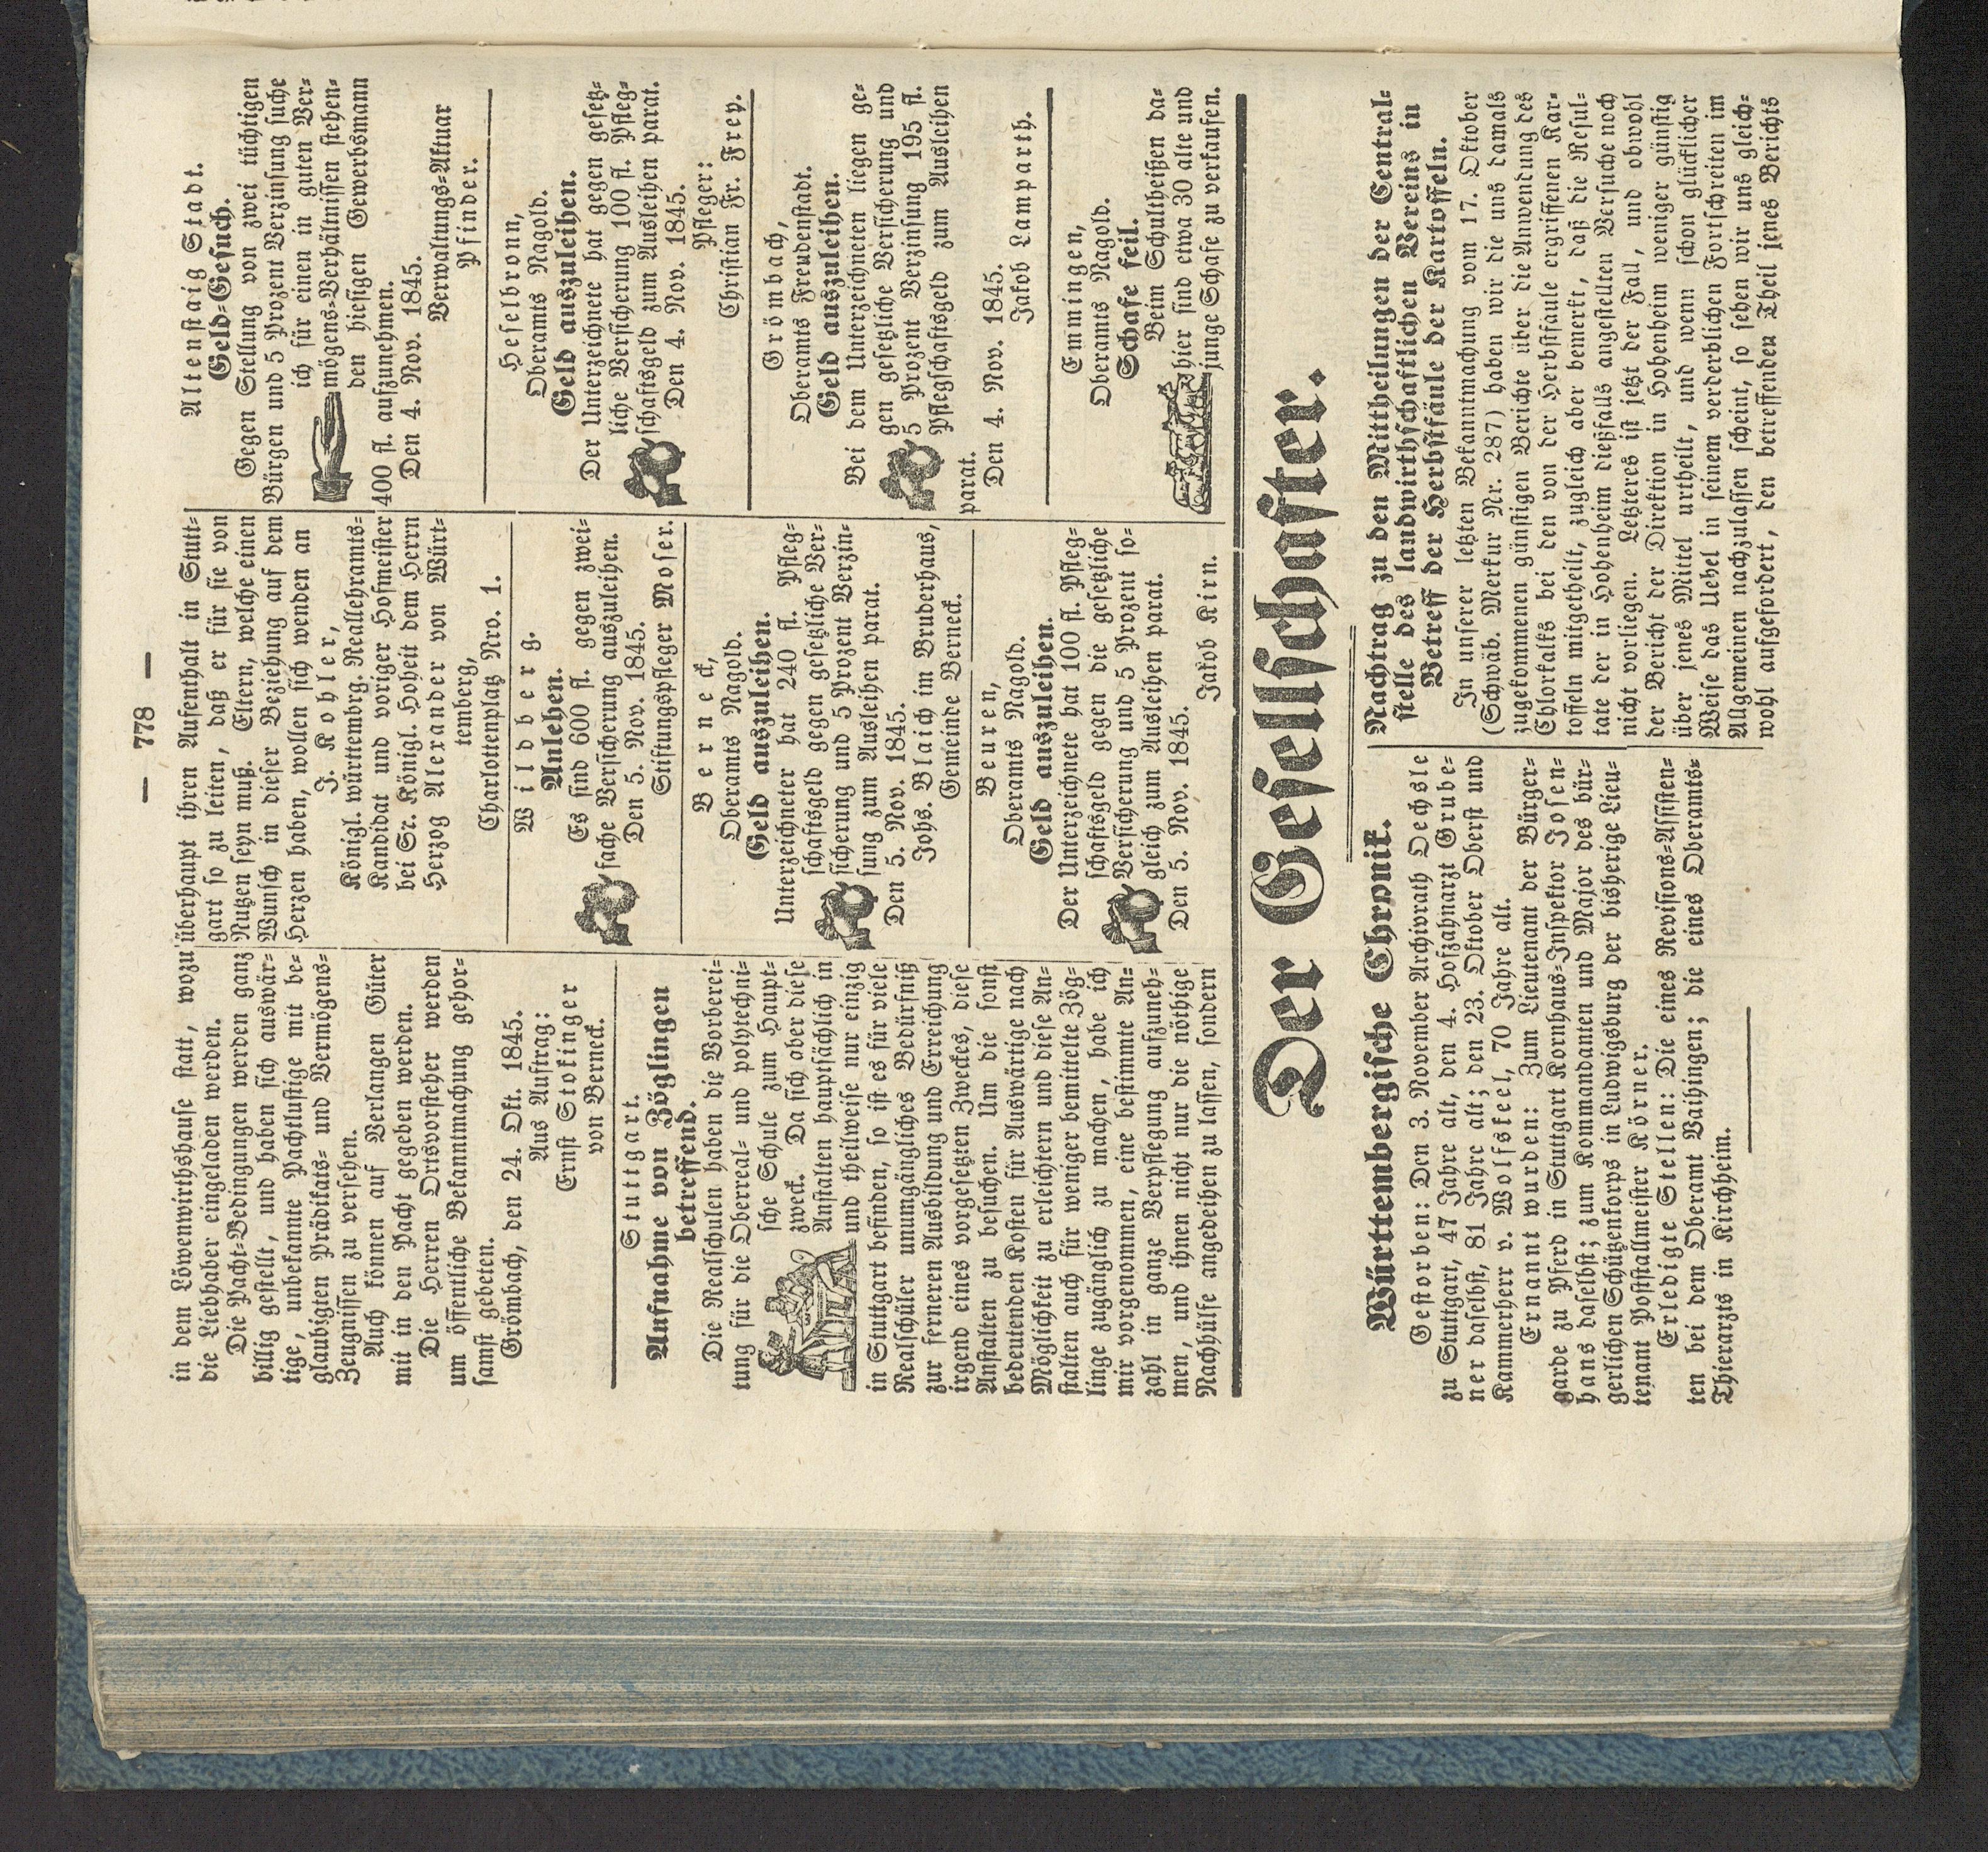 — 778 —
in dem Löwenwirthshause statt, wozu
die Liebhaber eingeladen werden.
Die Pacht=Bedingungen werden ganz
billig gestellt, und haben sich auswär=
tige, unbekannte Pachtlustige mit be=
glaubigten Prädikats= und Vermögens=
Zeugnissen zu versehen.
Auch können auf Verlangen Güter
mit in den Pacht gegeben werden.
Die Herren Ortsvorsteher werden
um öffentliche Bekanntmachung gehor=
samst gebeten.
Grömbach, den 24. Okt. 1845.
Aus Auftrag:
Ernst Stokinger
von Berneck.
Stuttgart.
Aufnahme von Zöglingen
betreffend.
Die Realschulen haben die Vorberei=
tung für die Oberreal= und polytechni=
sche Schule zum Haupt=
zweck. Da sich aber diese
Anstalten hauptsächlich in
und theilweise nur einzig
in Stuttgart befinden, so ist es für viele
Realschüler unumgängliches Bedürfniß
zur ferneren Ausbildung und Erreichung
irgend eines vorgesetzten Zweckes, diese
Anstalten zu besuchen. Um die sonst
bedeutenden Kosten für Auswärtige nach
Möglichkeit zu erleichtern und diese An=
stalten auch für weniger bemittelte Zög=
linge zugänglich zu machen, habe ich
mir vorgenommen, eine bestimmte An=
zahl in ganze Verpflegung aufzuneh=
men, und ihnen nicht nur die nöthige
Nachhülfe angedeihen zu lassen, sondern
überhaupt ihren Aufenthalt in Stutt=
gart so zu leiten, daß er für sie von
Nutzen seyn muß. Eltern, welche einen
Wunsch in dieser Beziehung auf dem
Herzen haben, wollen sich wenden an
J. Kohler,
Königl. württembrg. Reallehramts=
Kandidat und voriger Hofmeister
bei Sr. Königl. Hoheit dem Herrn
Herzog Alexander von Würt=
temberg,
Charlottenplatz Nro. 1.
Wildberg.
Anlehen.
Es sind 600 fl. gegen zwei=
fache Versicherung auszuleihen.
Den 5. Nov. 1845.
Stiftungspfleger Moser.
Berneck,
Oberamts Nagold.
Geld auszuleihen.
Unterzeichneter hat 240 fl. Pfleg=
schaftsgeld gegen gesetzliche Ver=
sicherung und 5 Prozent Verzin=
sung zum Ausleihen parat.
Den 5. Nov. 1845.
Johs. Blaich im Bruderhaus,
Gemeinde Berneck.
Beuren,
Oberamts Nagold.
Geld auszuleihen.
Der Unterzeichnete hat 100 fl. Pfleg=
schaftsgeld gegen die gesetzliche
Versicherung und 5 Prozent so=
gleich zum Ausleihen parat.
Den 5. Nov. 1845.
Jakob Kirn.
Altenstaig Stadt.
Geld=Gesuch.
Gegen Stellung von zwei tüchtigen
Bürgen und 5 Prozent Verzinsung suche
ich für einen in guten Ver=
mögens=Verhältnissen stehen=
den hiesigen Gewerbsmann
400 fl. aufzunehmen.
Den 4. Nov. 1845.
Verwaltungs=Aktuar
Pfinder.
Heselbronn,
Oberamts Nagold.
Geld auszuleihen.
Der Unterzeichnete hat gegen gesetz=
liche Versicherung 100 fl. Pfleg=
schaftsgeld zum Ausleihen parat.
Den 4. Nov. 1845.
Pfleger:
Christian Fr. Frey.
Grömbach,
Oberamts Freudenstadt.
Geld auszuleihen.
Bei dem Unterzeichneten liegen ge=
gen gesetzliche Versicherung und
5 Prozent Verzinsung 195 fl.
Pflegschaftsgeld zum Ausleihen
parat.
Den 4. Nov. 1845.
Jakob Lamparth.
Emmingen,
Oberamts Nagold.
Schafe feil.
Beim Schultheißen da=
hier sind etwa 30 alte und
junge Schafe zu verkaufen.
Der Gesellschafter.
Württembergische Chronik.
Gestorben: Den 3. November Archivrath Oechsle
zu Stuttgart, 47 Jahre alt, den 4. Hofzahnarzt Grube=
ner daselbst, 81 Jahre alt; den 23. Oktober Oberst und
Kammerherr v. Wolfskeel, 70 Jahre alt.
Ernannt wurden: Zum Lieutenant der Bürger=
garde zu Pferd in Stuttgart Kornhaus=Inspektor Josen=
hans daselbst; zum Kommandanten und Major des bür=
gerlichen Schützenkorps in Ludwigsburg der bisherige Lieu=
tenant Poststallmeister Körner.
Erledigte Stellen: Die eines Revisions=Assisten=
ten bei dem Oberamt Vaihingen; die eines Oberamts=
Thierarzts in Kirchheim.
Nachtrag zu den Mittheilungen der Central=
stelle des landwirthschaftlichen Vereins in
Betreff der Herbstfäule der Kartoffeln.
In unserer letzten Bekanntmachung vom 17. Oktober
(Schwäb. Merkur Nr. 287) haben wir die uns damals
zugekommenen günstigen Berichte über die Anwendung des
Chlorkalks bei den von der Herbstfäule ergriffenen Kar=
toffeln mitgetheilt, zugleich aber bemerkt, daß die Resul=
tate der in Hohenheim dießfalls angestellten Versuche noch
nicht vorliegen. Letzteres ist jetzt der Fall, und obwohl
der Bericht der Direktion in Hohenheim weniger günstig
über jenes Mittel urtheilt, und wenn schon glücklicher
Weise das Uebel in seinem verderblichen Fortschreiten im
Allgemeinen nachzulassen scheint, so sehen wir uns gleich=
wohl aufgefordert, den betreffenden Theil jenes Berichts